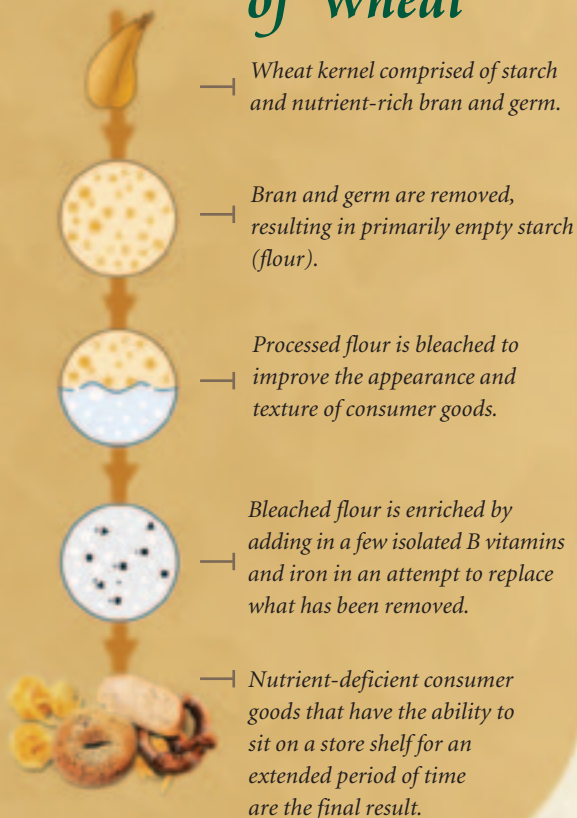 of Wheat
Wheat kernel comprised of starch
and nutrient-rich bran and germ.
Bran and germ are removed,
resulting in primarily empty starch
(flour).
Processed flour is bleached to
improve the appearance and
texture of consumer goods.
Bleached flour is enriched by
adding in a few isolated B vitamins
and iron in an attempt to replace
what has been removed.
Nutrient-deficient consumer
goods that have the ability to
sit on a store shelf for an
extended period of time
are the final result.